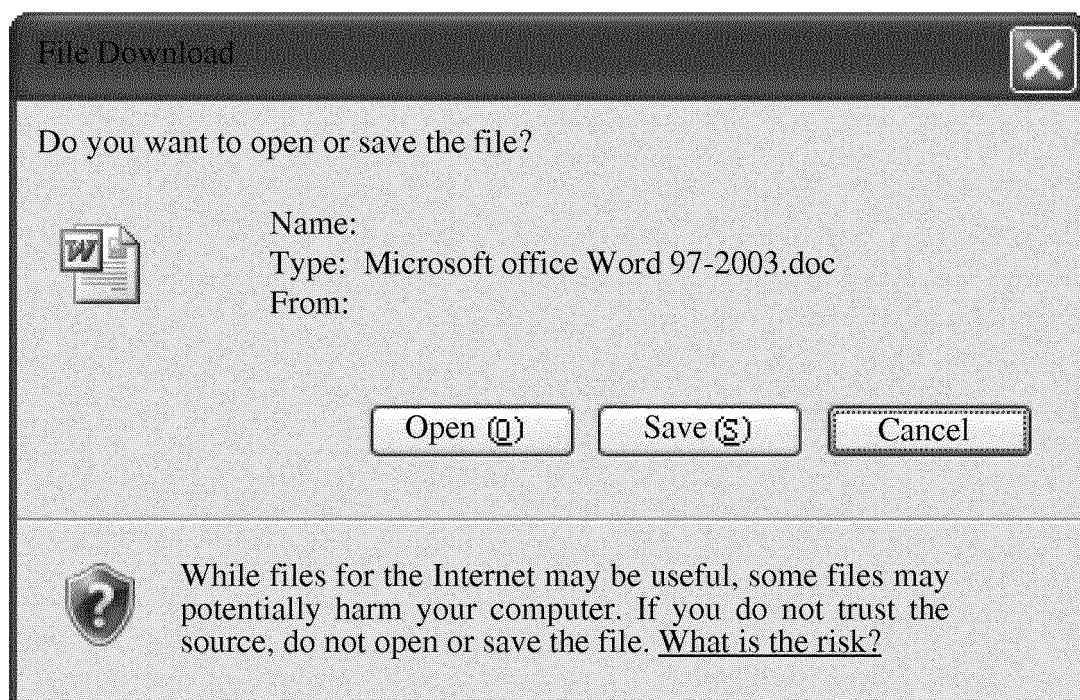 File Download
Do you want to open or save the file?
W
Name:
Type: Microsoft office Word 97-2003.doc
From:
Open (O) Save (S) Cancel
?
While files for the Internet may be useful, some files may
potentially harm your computer. If you do not trust the
source, do not open or save the file. What is the risk?